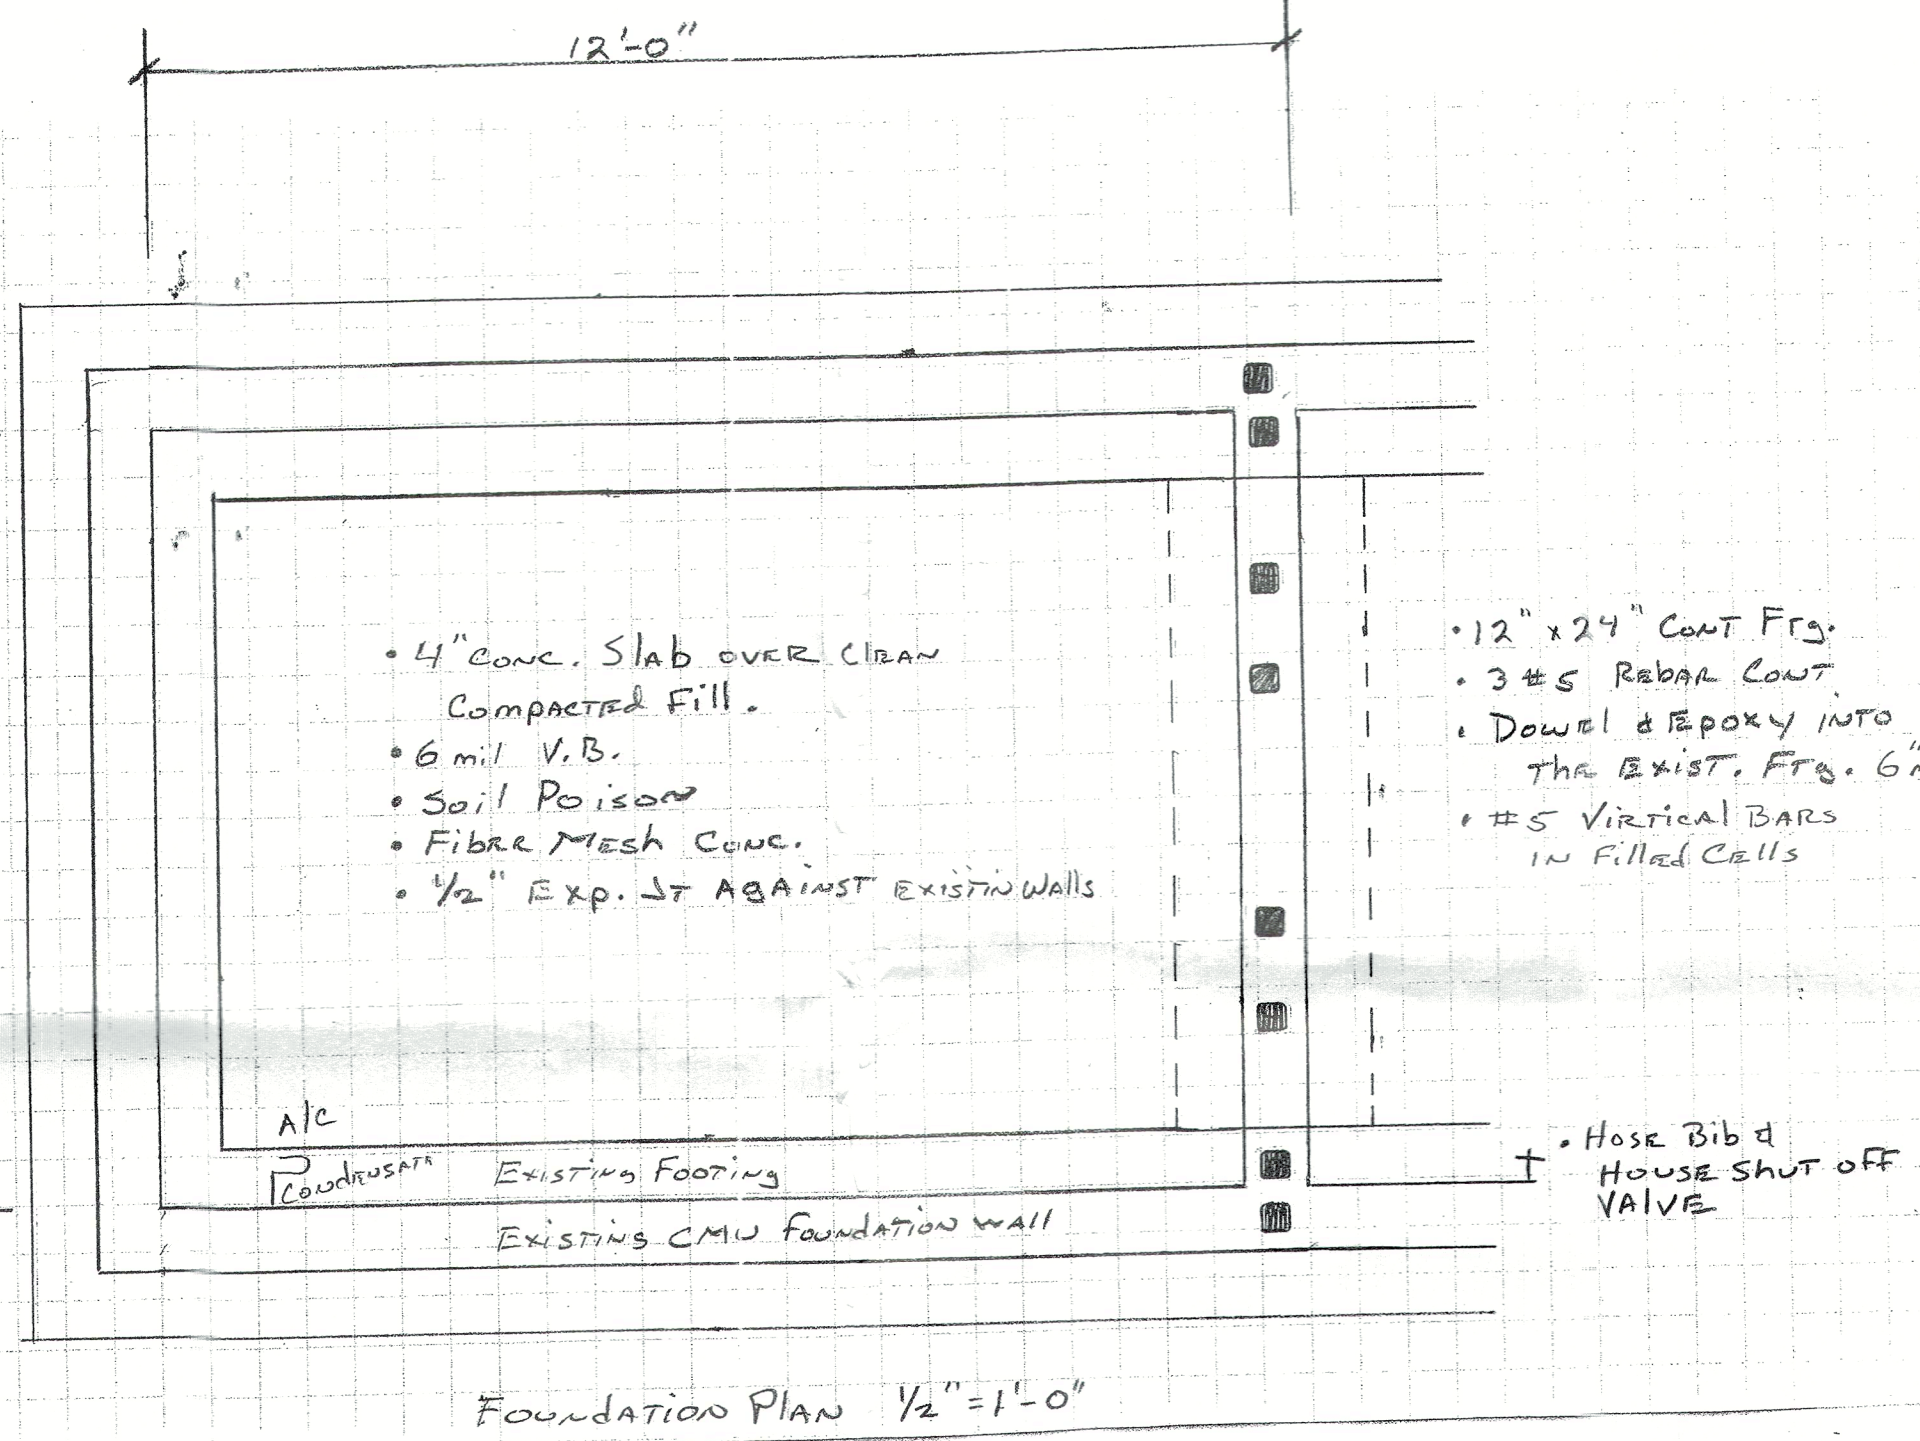 12'-0"
• 4" Conc. Slab over Clean
Compacted Fill.
• 6 mil V.B.
• Soil Poison
• Fiber Mesh Conc.
• 1/2" Exp. Jt Against Existin Walls
• 12" x 24" Cont Ftg.
• 3 #5 Rebar Cont
• Dowel & Epoxy into
the Exist. Ftg. 6"
• #5 Virtical Bars
in Filled Cells
A/C
Condensate
Existing Footing
Existing CMU Foundation Wall
• Hose Bib &
House Shut off
Valve
Foundation Plan 1/2" = 1'-0"